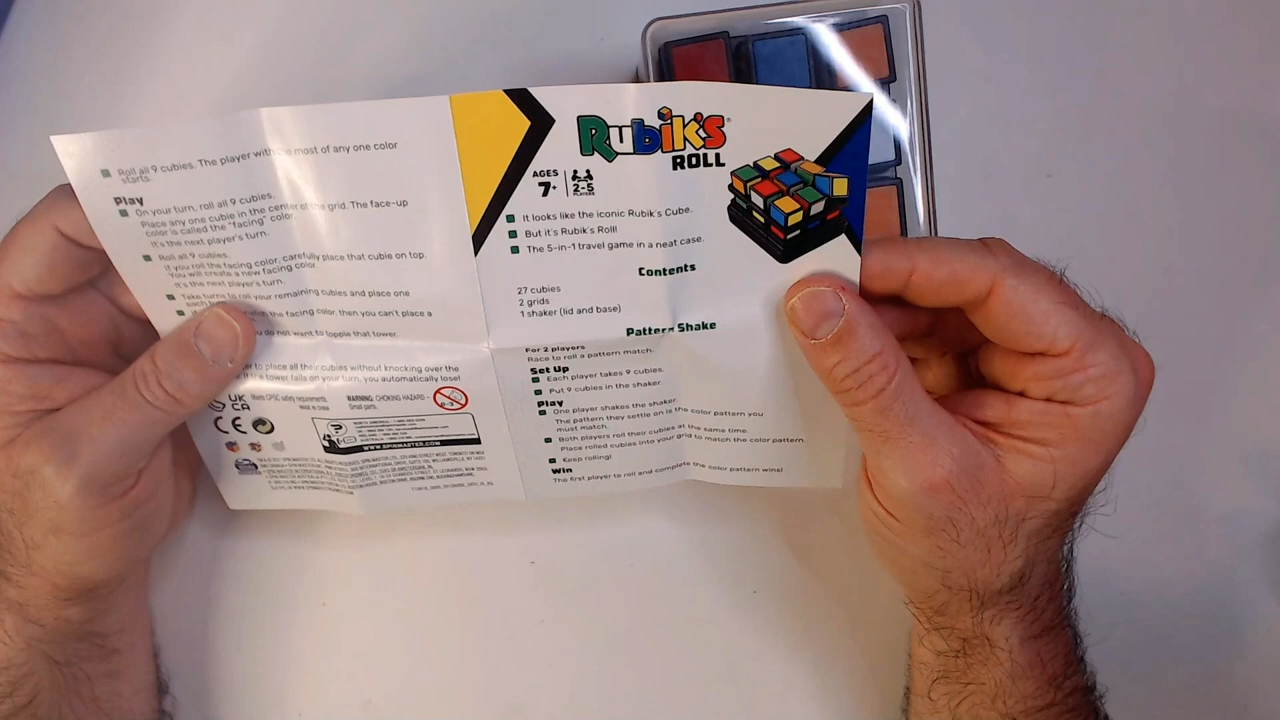 Roll all 9 cubies. The player with the most of any one color
starts.
Play
On your turn, roll all 9 cubies.
Place any one cubie in the center of the grid. The face-up
color is called the "facing" color.
It's the next player's turn.
Roll all 9 cubies.
If you roll the facing color, carefully place that cubie on top.
You will create a new facing color.
It's the next player's turn.
Take turns to roll your remaining cubies and place one
each
the facing color, then you can't place a
you do not want to topple that tower.
to place all their cubies without knocking over the
If the tower falls on your turn, you automatically lose!
UK
CA
Meets CPSC safety requirements.
MADE IN CHINA
WARNING: CHOKING HAZARD –
Small parts.
0-3
CE
NORTH AMERICA
WWW.SPINMASTER.COM
Rubik's®
ROLL
AGES
7+
2-5
PLAYERS
It looks like the iconic Rubik's Cube.
But it's Rubik's Roll!
The 5-in-1 travel game in a neat case.
Contents
27 cubies
2 grids
1 shaker (lid and base)
Pattern Shake
For 2 players
Race to roll a pattern match.
Set Up
Each player takes 9 cubies.
Put 9 cubies in the shaker
Play
One player shakes the shaker.
The pattern they settle on is the color pattern you
must match.
Both players roll their cubies at the same time.
Place rolled cubies into your grid to match the color pattern.
Keep rolling!
Win
The first player to roll and complete the color pattern wins!